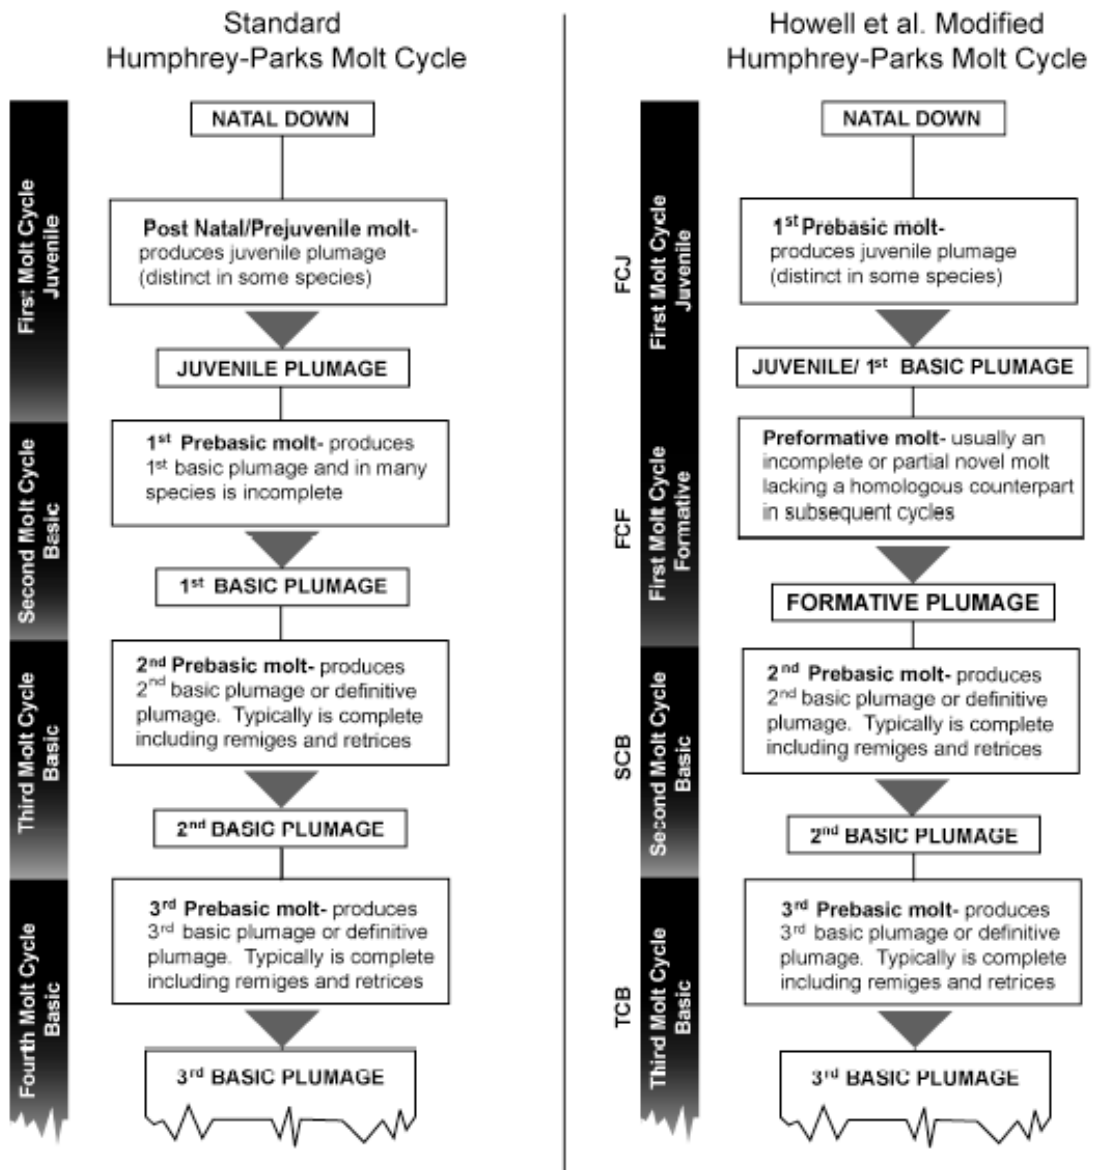 Standard
Humphrey-Parks Molt Cycle
First Molt Cycle
Juvenile
NATAL DOWN
Post Natal/Prejuvenile molt-
produces juvenile plumage
(distinct in some species)
JUVENILE PLUMAGE
Second Molt Cycle
Basic
1st Prebasic molt- produces
1st basic plumage and in many
species is incomplete
1st BASIC PLUMAGE
Third Molt Cycle
Basic
2nd Prebasic molt- produces
2nd basic plumage or definitive
plumage. Typically is complete
including remiges and retrices
2nd BASIC PLUMAGE
Fourth Molt Cycle
Basic
3rd Prebasic molt- produces
3rd basic plumage or definitive
plumage. Typically is complete
including remiges and retrices
3rd BASIC PLUMAGE
Howell et al. Modified
Humphrey-Parks Molt Cycle
FCJ
First Molt Cycle
Juvenile
NATAL DOWN
1st Prebasic molt-
produces juvenile plumage
(distinct in some species)
JUVENILE/ 1st BASIC PLUMAGE
FCF
First Molt Cycle
Formative
Preformative molt- usually an
incomplete or partial novel molt
lacking a homologous counterpart
in subsequent cycles
FORMATIVE PLUMAGE
SCB
Second Molt Cycle
Basic
2nd Prebasic molt- produces
2nd basic plumage or definitive
plumage. Typically is complete
including remiges and retrices
2nd BASIC PLUMAGE
TCB
Third Molt Cycle
Basic
3rd Prebasic molt- produces
3rd basic plumage or definitive
plumage. Typically is complete
including remiges and retrices
3rd BASIC PLUMAGE